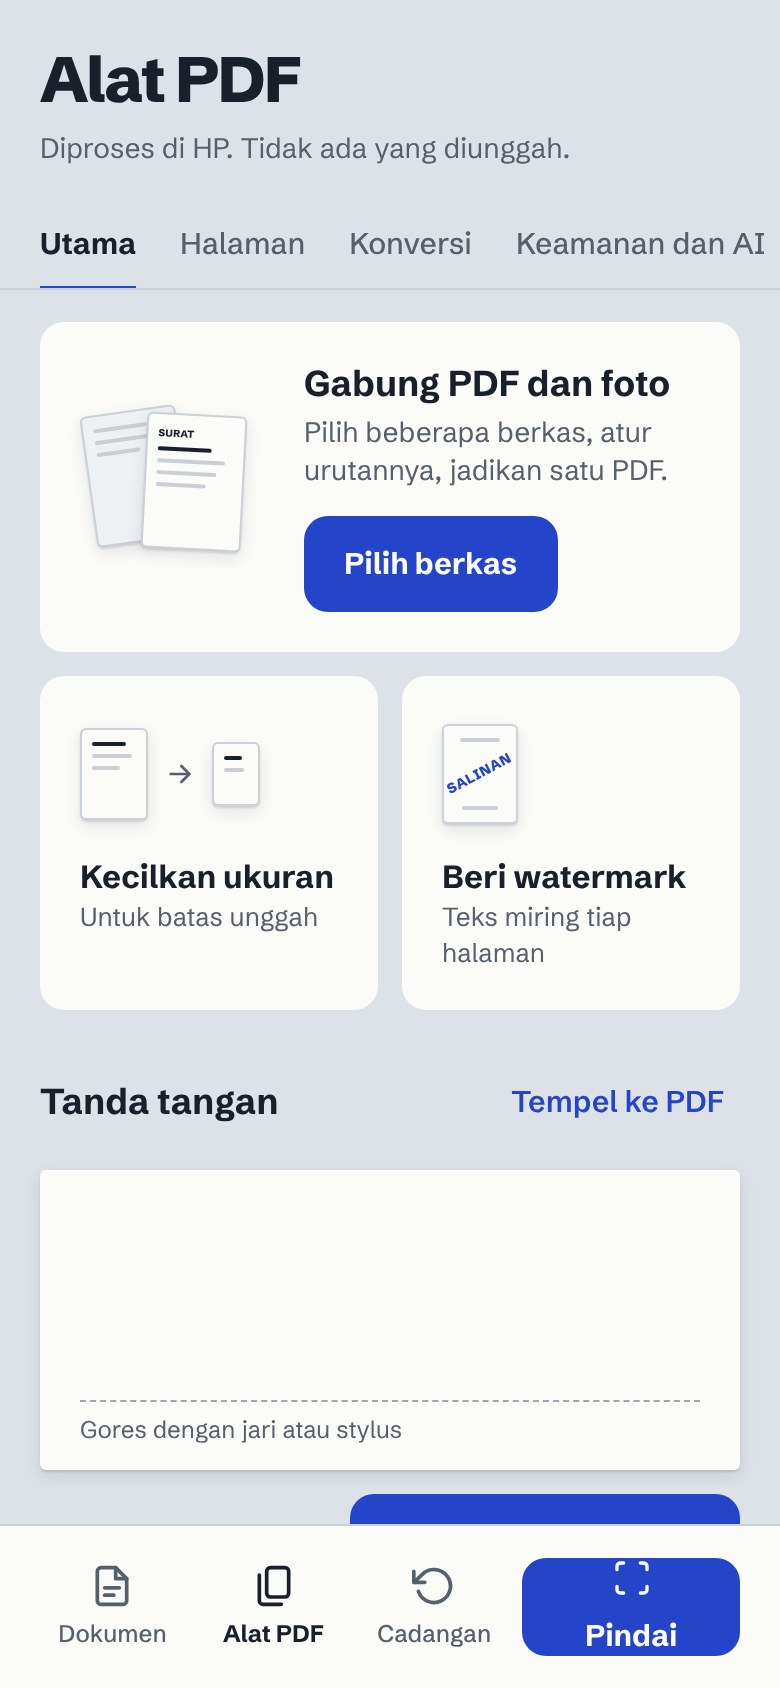 Alat PDF
Diproses di HP. Tidak ada yang diunggah.
Utama Halaman Konversi Keamanan dan AI
SURAT
Gabung PDF dan foto
Pilih beberapa berkas, atur
urutannya, jadikan satu PDF.
Pilih berkas
Kecilkan ukuran
Untuk batas unggah
SALINAN
Beri watermark
Teks miring tiap
halaman
Tanda tangan
Tempel ke PDF
Gores dengan jari atau stylus
Dokumen
Alat PDF
Cadangan
Pindai